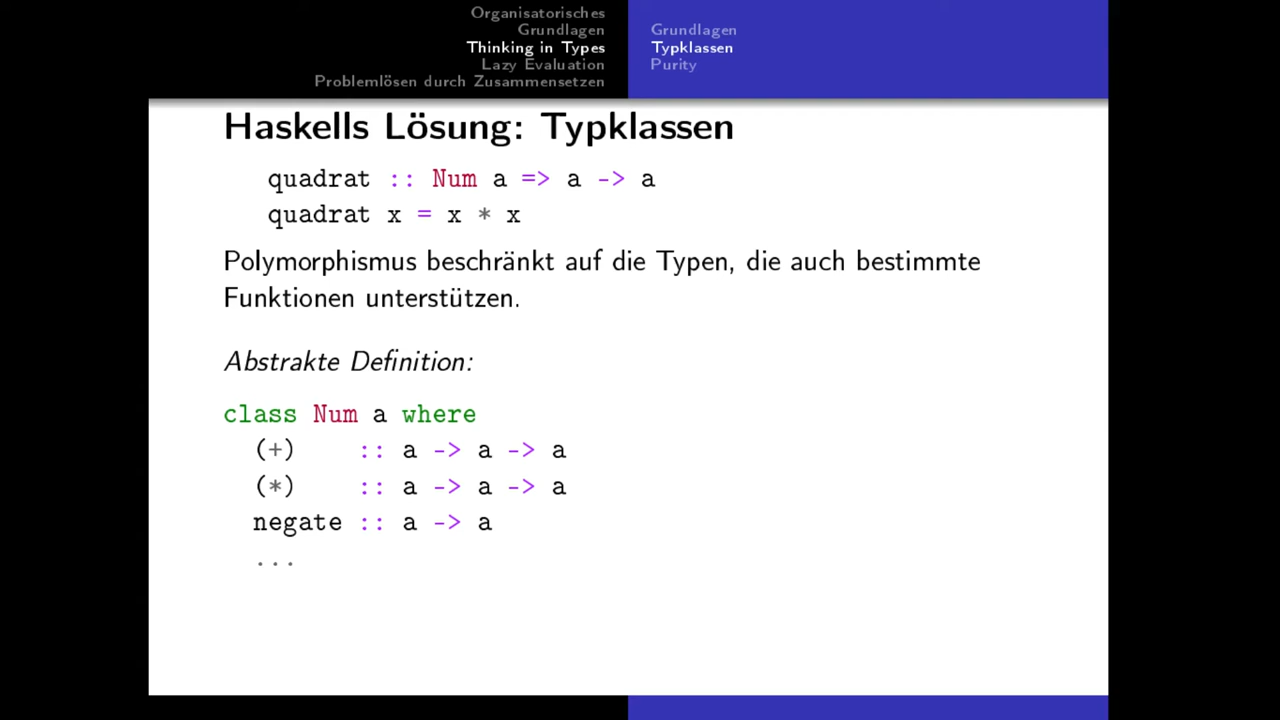 Organisatorisches
Grundlagen
Thinking in Types
Lazy Evaluation
Problemlösen durch Zusammensetzen
Grundlagen
Typklassen
Purity
Haskells Lösung: Typklassen
quadrat :: Num a => a -> a
quadrat x = x * x
Polymorphismus beschränkt auf die Typen, die auch bestimmte
Funktionen unterstützen.
Abstrakte Definition:
class Num a where
(+) :: a -> a -> a
(*) :: a -> a -> a
negate :: a -> a
...